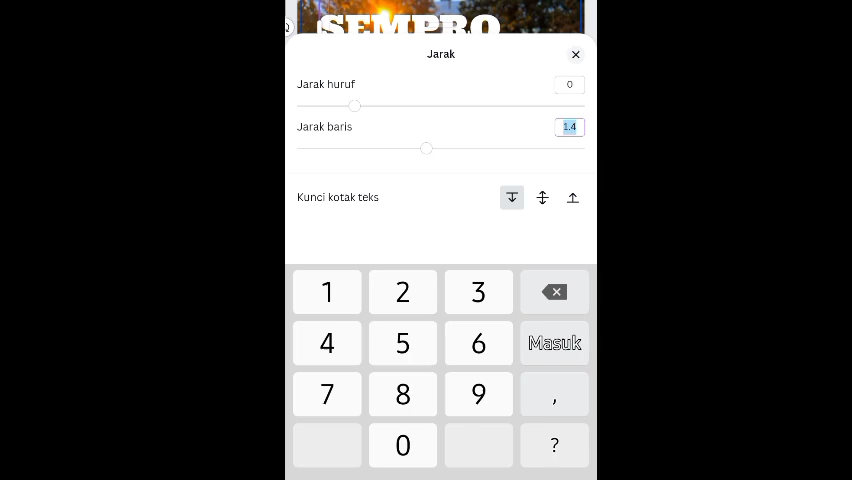 SEMPRO
Jarak
Jarak huruf
0
Jarak baris
1.4
Kunci kotak teks
1 2 3
4 5 6 Masuk
7 8 9 ,
0 ?